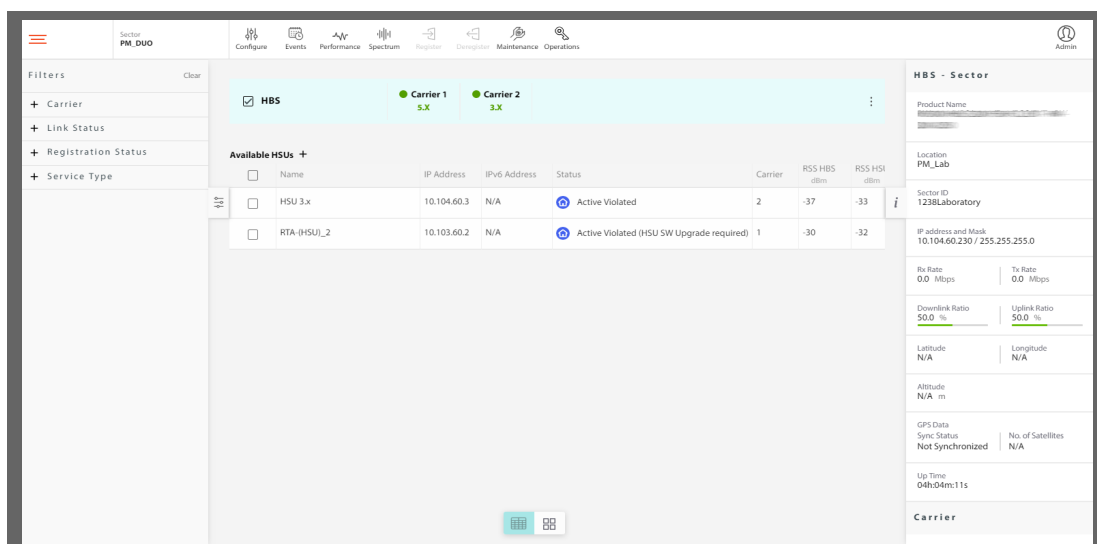 Sector
PM_DUO
Configure Events Performance Spectrum Register Deregister Maintenance Operations
Admin
Filters Clear
+ Carrier
+ Link Status
+ Registration Status
+ Service Type
HBS
Carrier 1 Carrier 2
5.X 3.X
Available HSUs +
Name IP Address IPv6 Address Status Carrier RSS HBS dBm RSS HSU dBm
HSU 3.x 10.104.60.3 N/A Active Violated 2 -37 -33
RTA-(HSU)_2 10.103.60.2 N/A Active Violated (HSU SW Upgrade required) 1 -30 -32
i
HBS - Sector
Product Name
Location
PM_Lab
Sector ID
1238Laboratory
IP address and Mask
10.104.60.230 / 255.255.255.0
Rx Rate Tx Rate
0.0 Mbps 0.0 Mbps
Downlink Ratio Uplink Ratio
50.0 % 50.0 %
Latitude Longitude
N/A N/A
Altitude
N/A m
GPS Data
Sync Status No. of Satellites
Not Synchronized N/A
Up Time
04h:04m:11s
Carrier